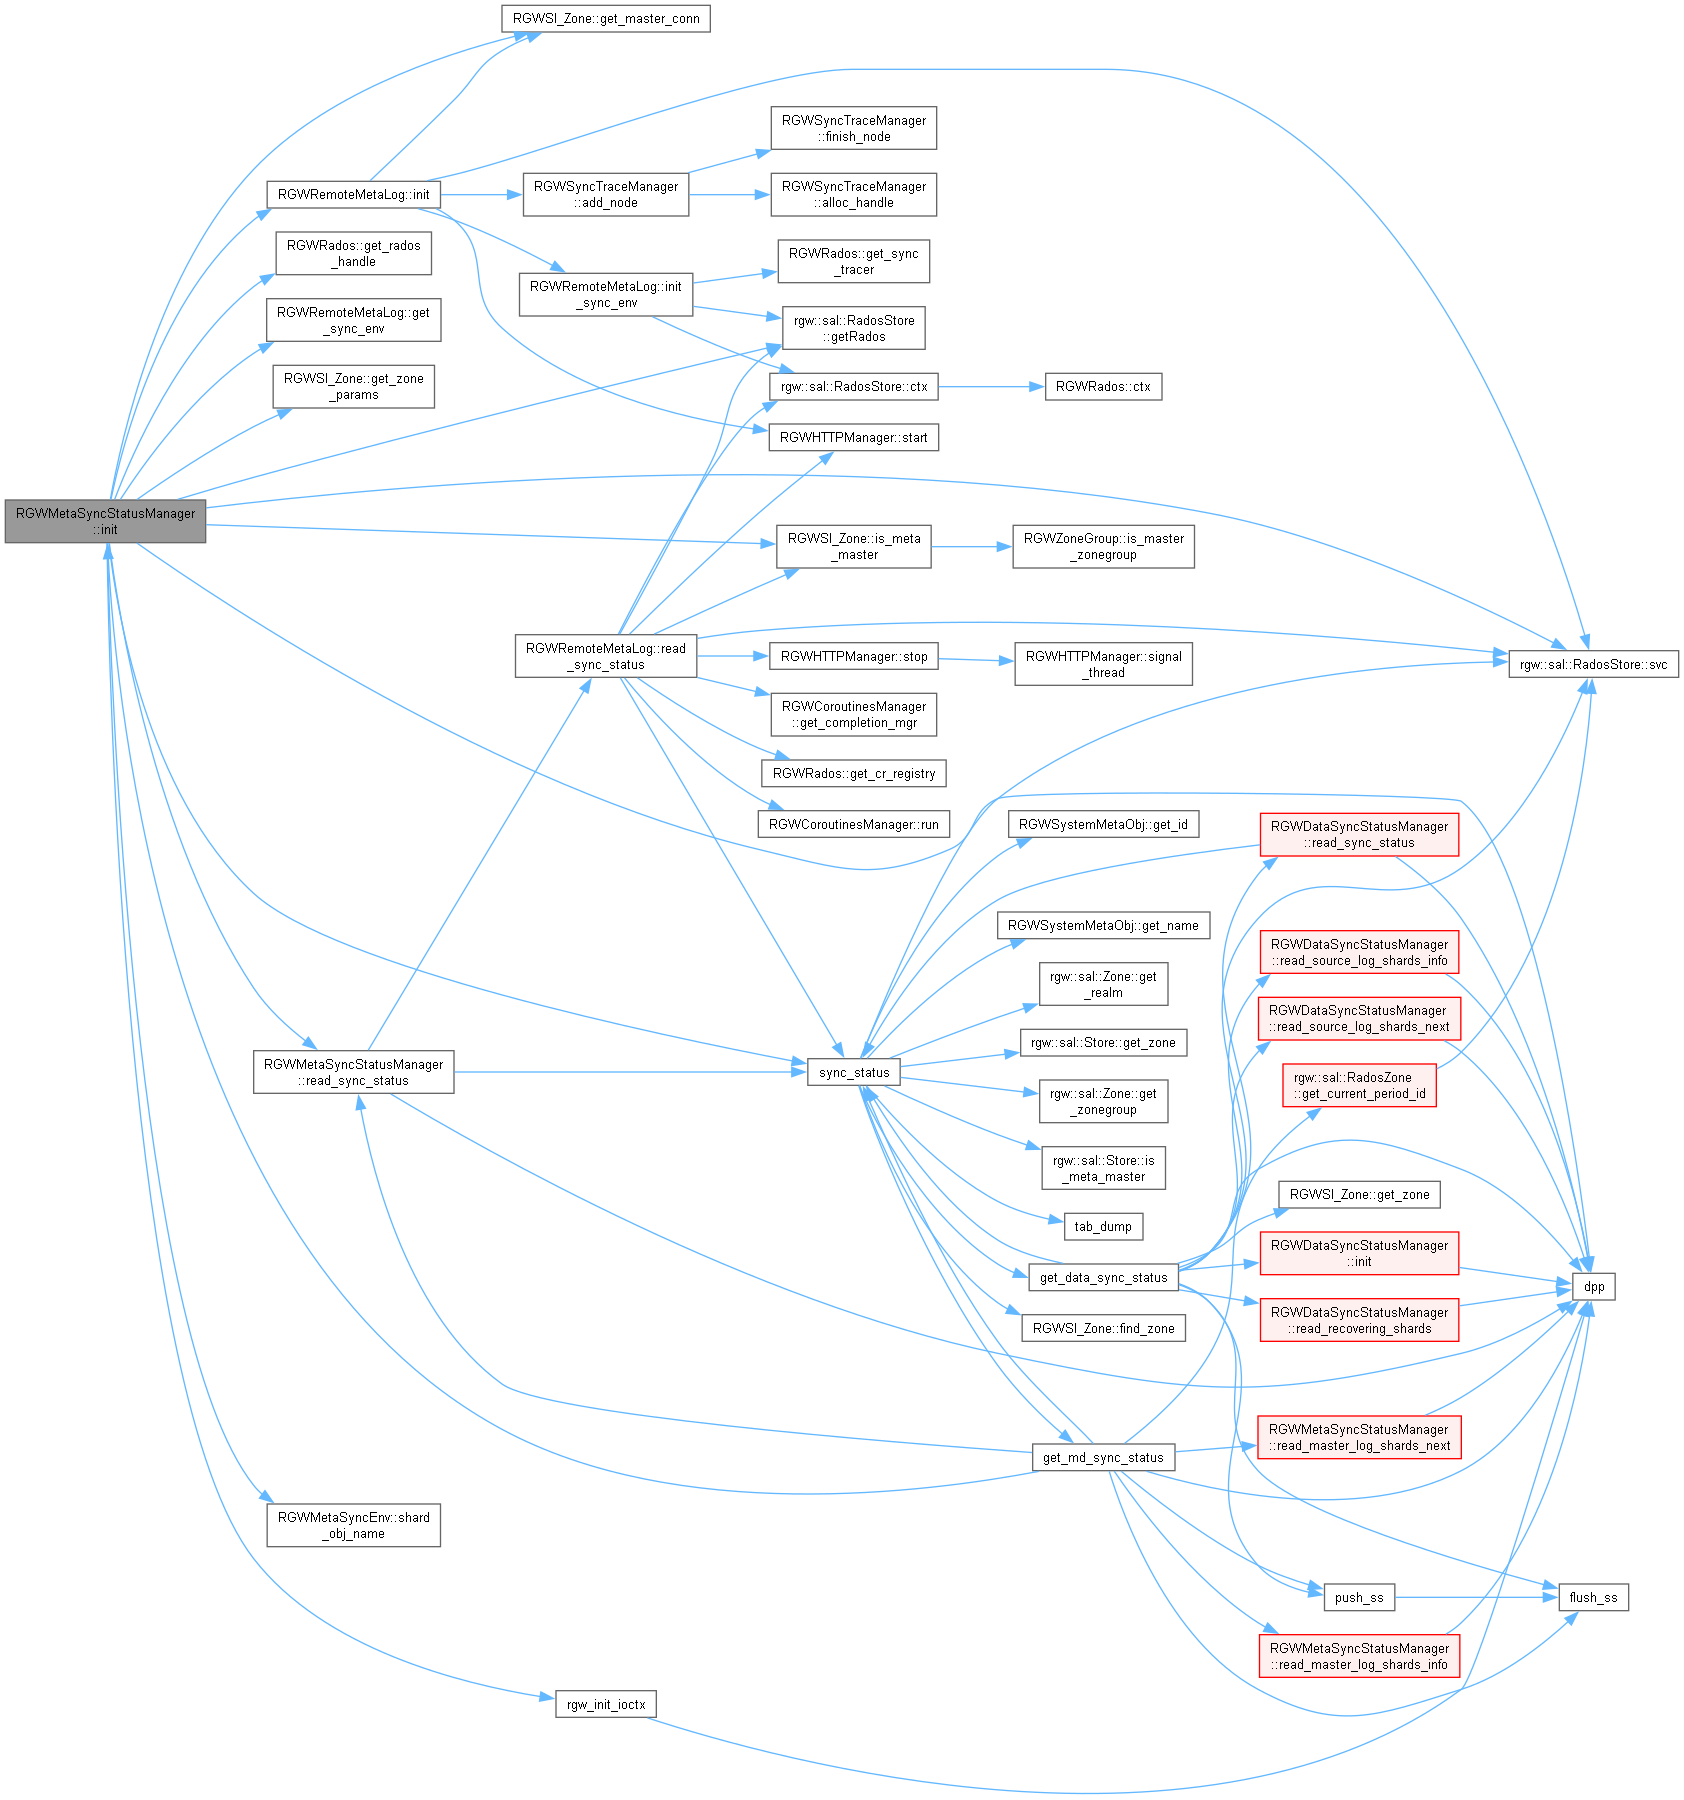 RGWSI_Zone::get_master_conn
RGWSyncTraceManager
::finish_node
RGWRemoteMetaLog::init
RGWSyncTraceManager
::add_node
RGWSyncTraceManager
::alloc_handle
RGWRados::get_rados
_handle
RGWRados::get_sync
_tracer
RGWRemoteMetaLog::init
_sync_env
RGWRemoteMetaLog::get
_sync_env
rgw::sal::RadosStore
::getRados
RGWSI_Zone::get_zone
_params
rgw::sal::RadosStore::ctx
RGWRados::ctx
RGWHTTPManager::start
RGWMetaSyncStatusManager
::init
RGWSI_Zone::is_meta
_master
RGWZoneGroup::is_master
_zonegroup
RGWRemoteMetaLog::read
_sync_status
RGWHTTPManager::stop
RGWHTTPManager::signal
_thread
rgw::sal::RadosStore::svc
RGWCoroutinesManager
::get_completion_mgr
RGWRados::get_cr_registry
RGWCoroutinesManager::run
RGWSystemMetaObj::get_id
RGWDataSyncStatusManager
::read_sync_status
RGWSystemMetaObj::get_name
RGWDataSyncStatusManager
::read_source_log_shards_info
rgw::sal::Zone::get
_realm
RGWDataSyncStatusManager
::read_source_log_shards_next
rgw::sal::Store::get_zone
RGWMetaSyncStatusManager
::read_sync_status
sync_status
rgw::sal::RadosZone
::get_current_period_id
rgw::sal::Zone::get
_zonegroup
rgw::sal::Store::is
_meta_master
RGWSI_Zone::get_zone
tab_dump
RGWDataSyncStatusManager
::init
get_data_sync_status
dpp
RGWDataSyncStatusManager
::read_recovering_shards
RGWSI_Zone::find_zone
RGWMetaSyncStatusManager
::read_master_log_shards_next
get_md_sync_status
RGWMetaSyncEnv::shard
_obj_name
push_ss
flush_ss
RGWMetaSyncStatusManager
::read_master_log_shards_info
rgw_init_ioctx